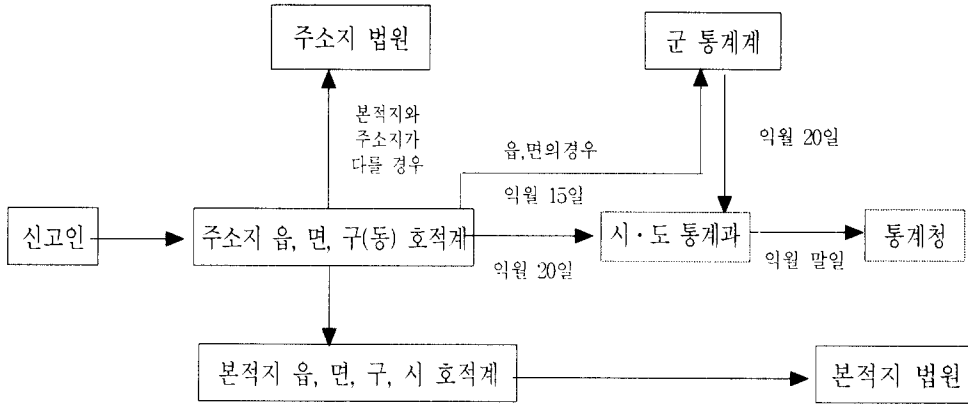 주소지 법원
군 통계계
본적지와
주소지가
다를 경우
익월 20일
읍,면의경우
익월 15일
신고인
주소지 읍, 면, 구(동) 호적계
시·도 통계과
통계청
익월 20일
익월 말일
본적지 읍, 면, 구, 시 호적계
본적지 법원